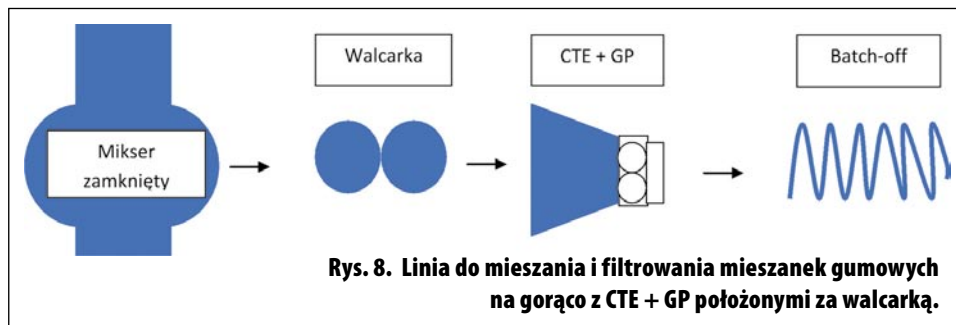 Walcarka
CTE + GP
Batch-off
Mikser
zamknięty
Rys. 8. Linia do mieszania i filtrowania mieszanek gumowych
na gorąco z CTE + GP położonymi za walcarką.